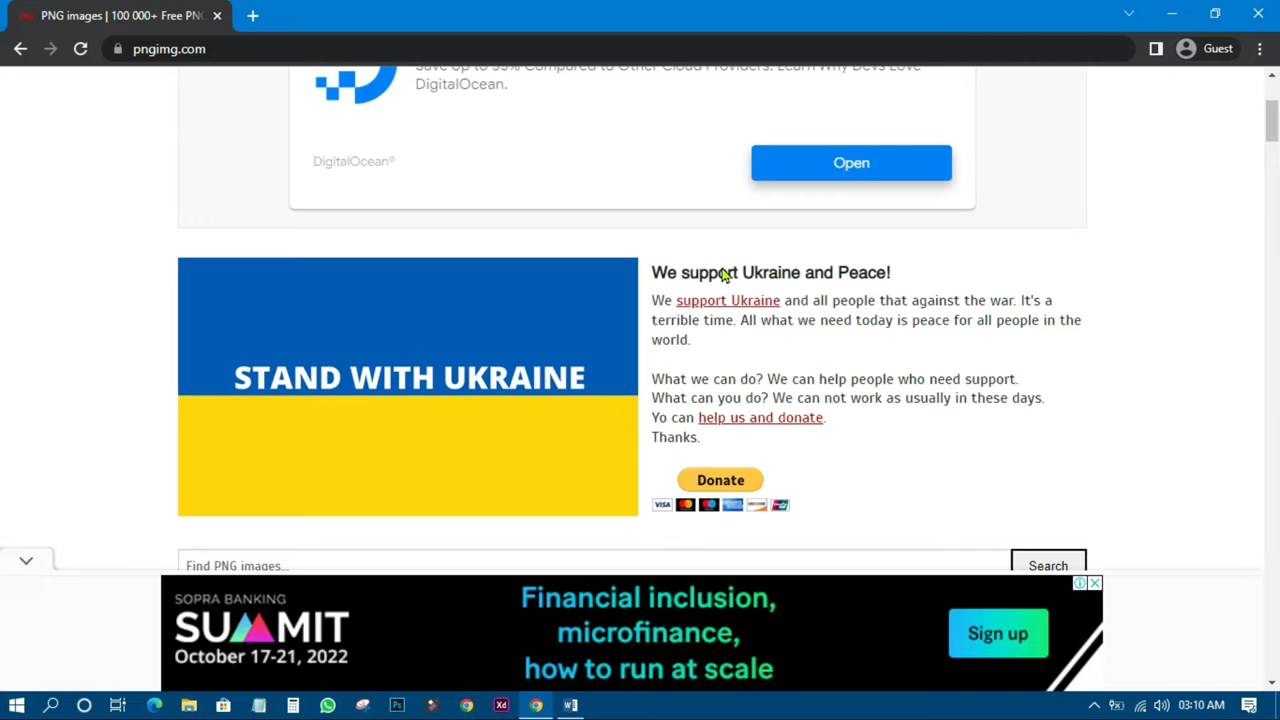 PNG images | 100 000+ Free PNG
pngimg.com
Guest
Save up to 55% Compared to Other Cloud Providers. Learn Why Devs Love
DigitalOcean.
DigitalOcean®
Open
STAND WITH UKRAINE
We support Ukraine and Peace!
We support Ukraine and all people that against the war. It's a
terrible time. All what we need today is peace for all people in the
world.
What we can do? We can help people who need support.
What can you do? We can not work as usually in these days.
Yo can help us and donate.
Thanks.
Donate
VISA
DISCOVER
Find PNG images...
Search
SOPRA BANKING
SUMMIT
October 17-21, 2022
Financial inclusion,
microfinance,
how to run at scale
Sign up
Ps
Xd
03:10 AM